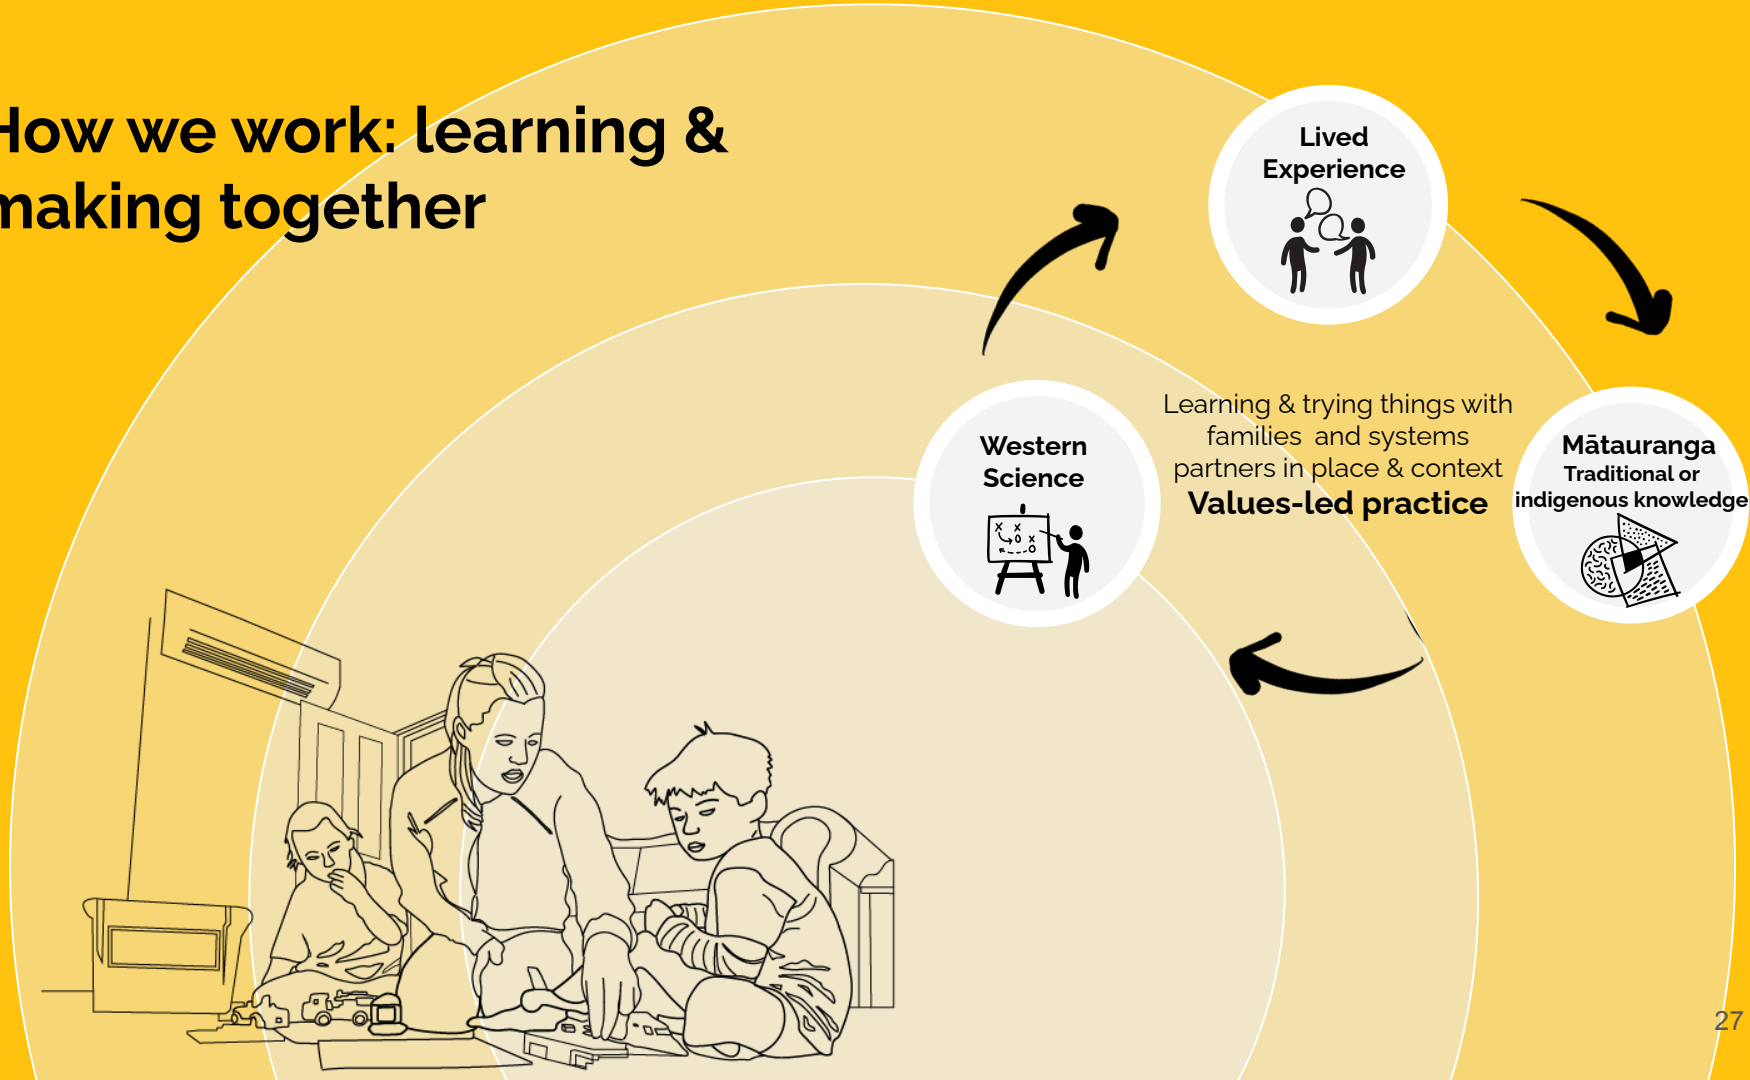 How we work: learning &
making together
Lived
Experience
Western
Science
Learning & trying things with
families and systems
partners in place & context
Values-led practice
Mātauranga
Traditional or
indigenous knowledge
27